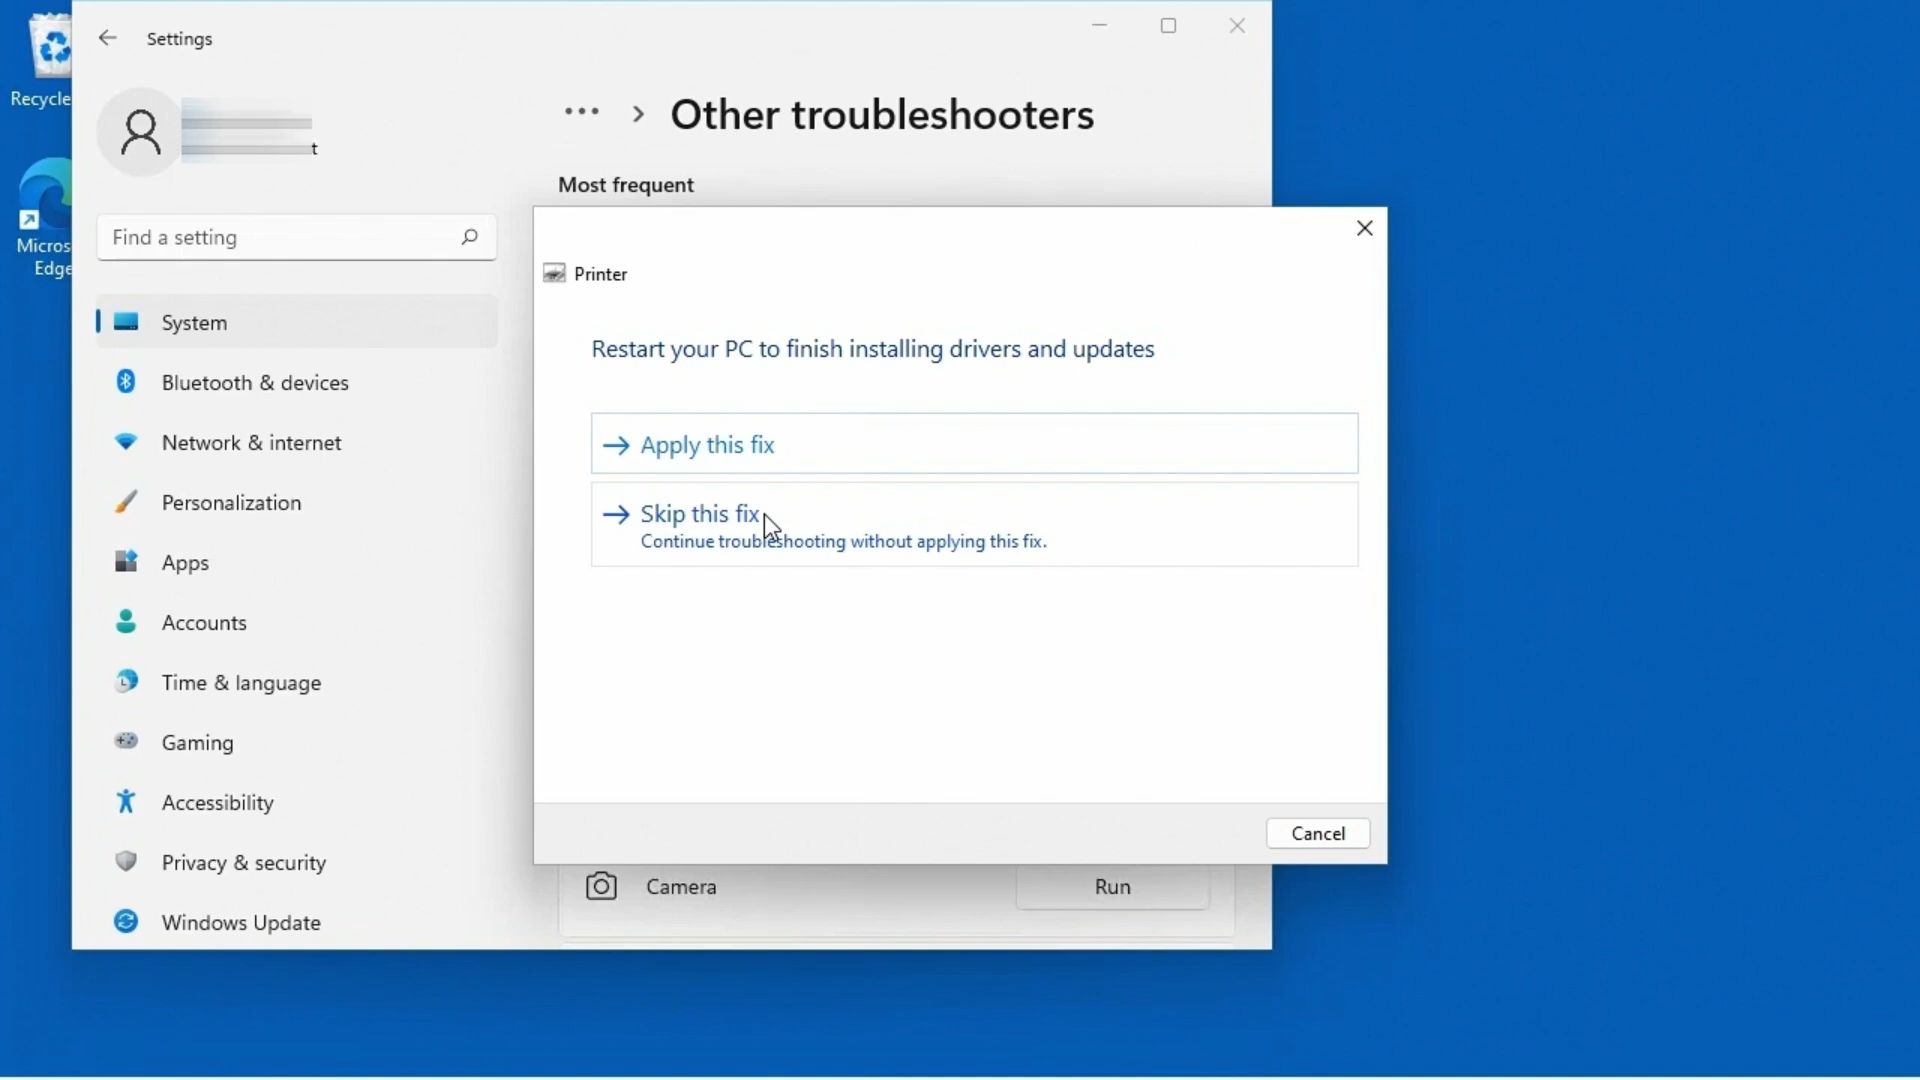 Recycle
Micros
Edge
Settings
t
Find a setting
System
Bluetooth & devices
Network & internet
Personalization
Apps
Accounts
Time & language
Gaming
Accessibility
Privacy & security
Windows Update
Other troubleshooters
Most frequent
Printer
Restart your PC to finish installing drivers and updates
Apply this fix
Skip this fix
Continue troubleshooting without applying this fix.
Cancel
Camera
Run